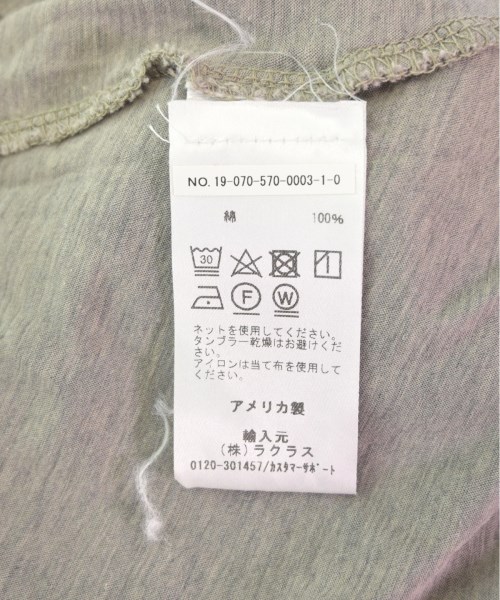 NO. 19-070-570-0003-1-0
綿 100%
30
F W
ネットを使用してください。
タンブラー乾燥はお避けくだ
さい。
アイロンは当て布を使用して
ください。
アメリカ製
輸入元
(株)ラクラス
0120-301457/カスタマーサポート